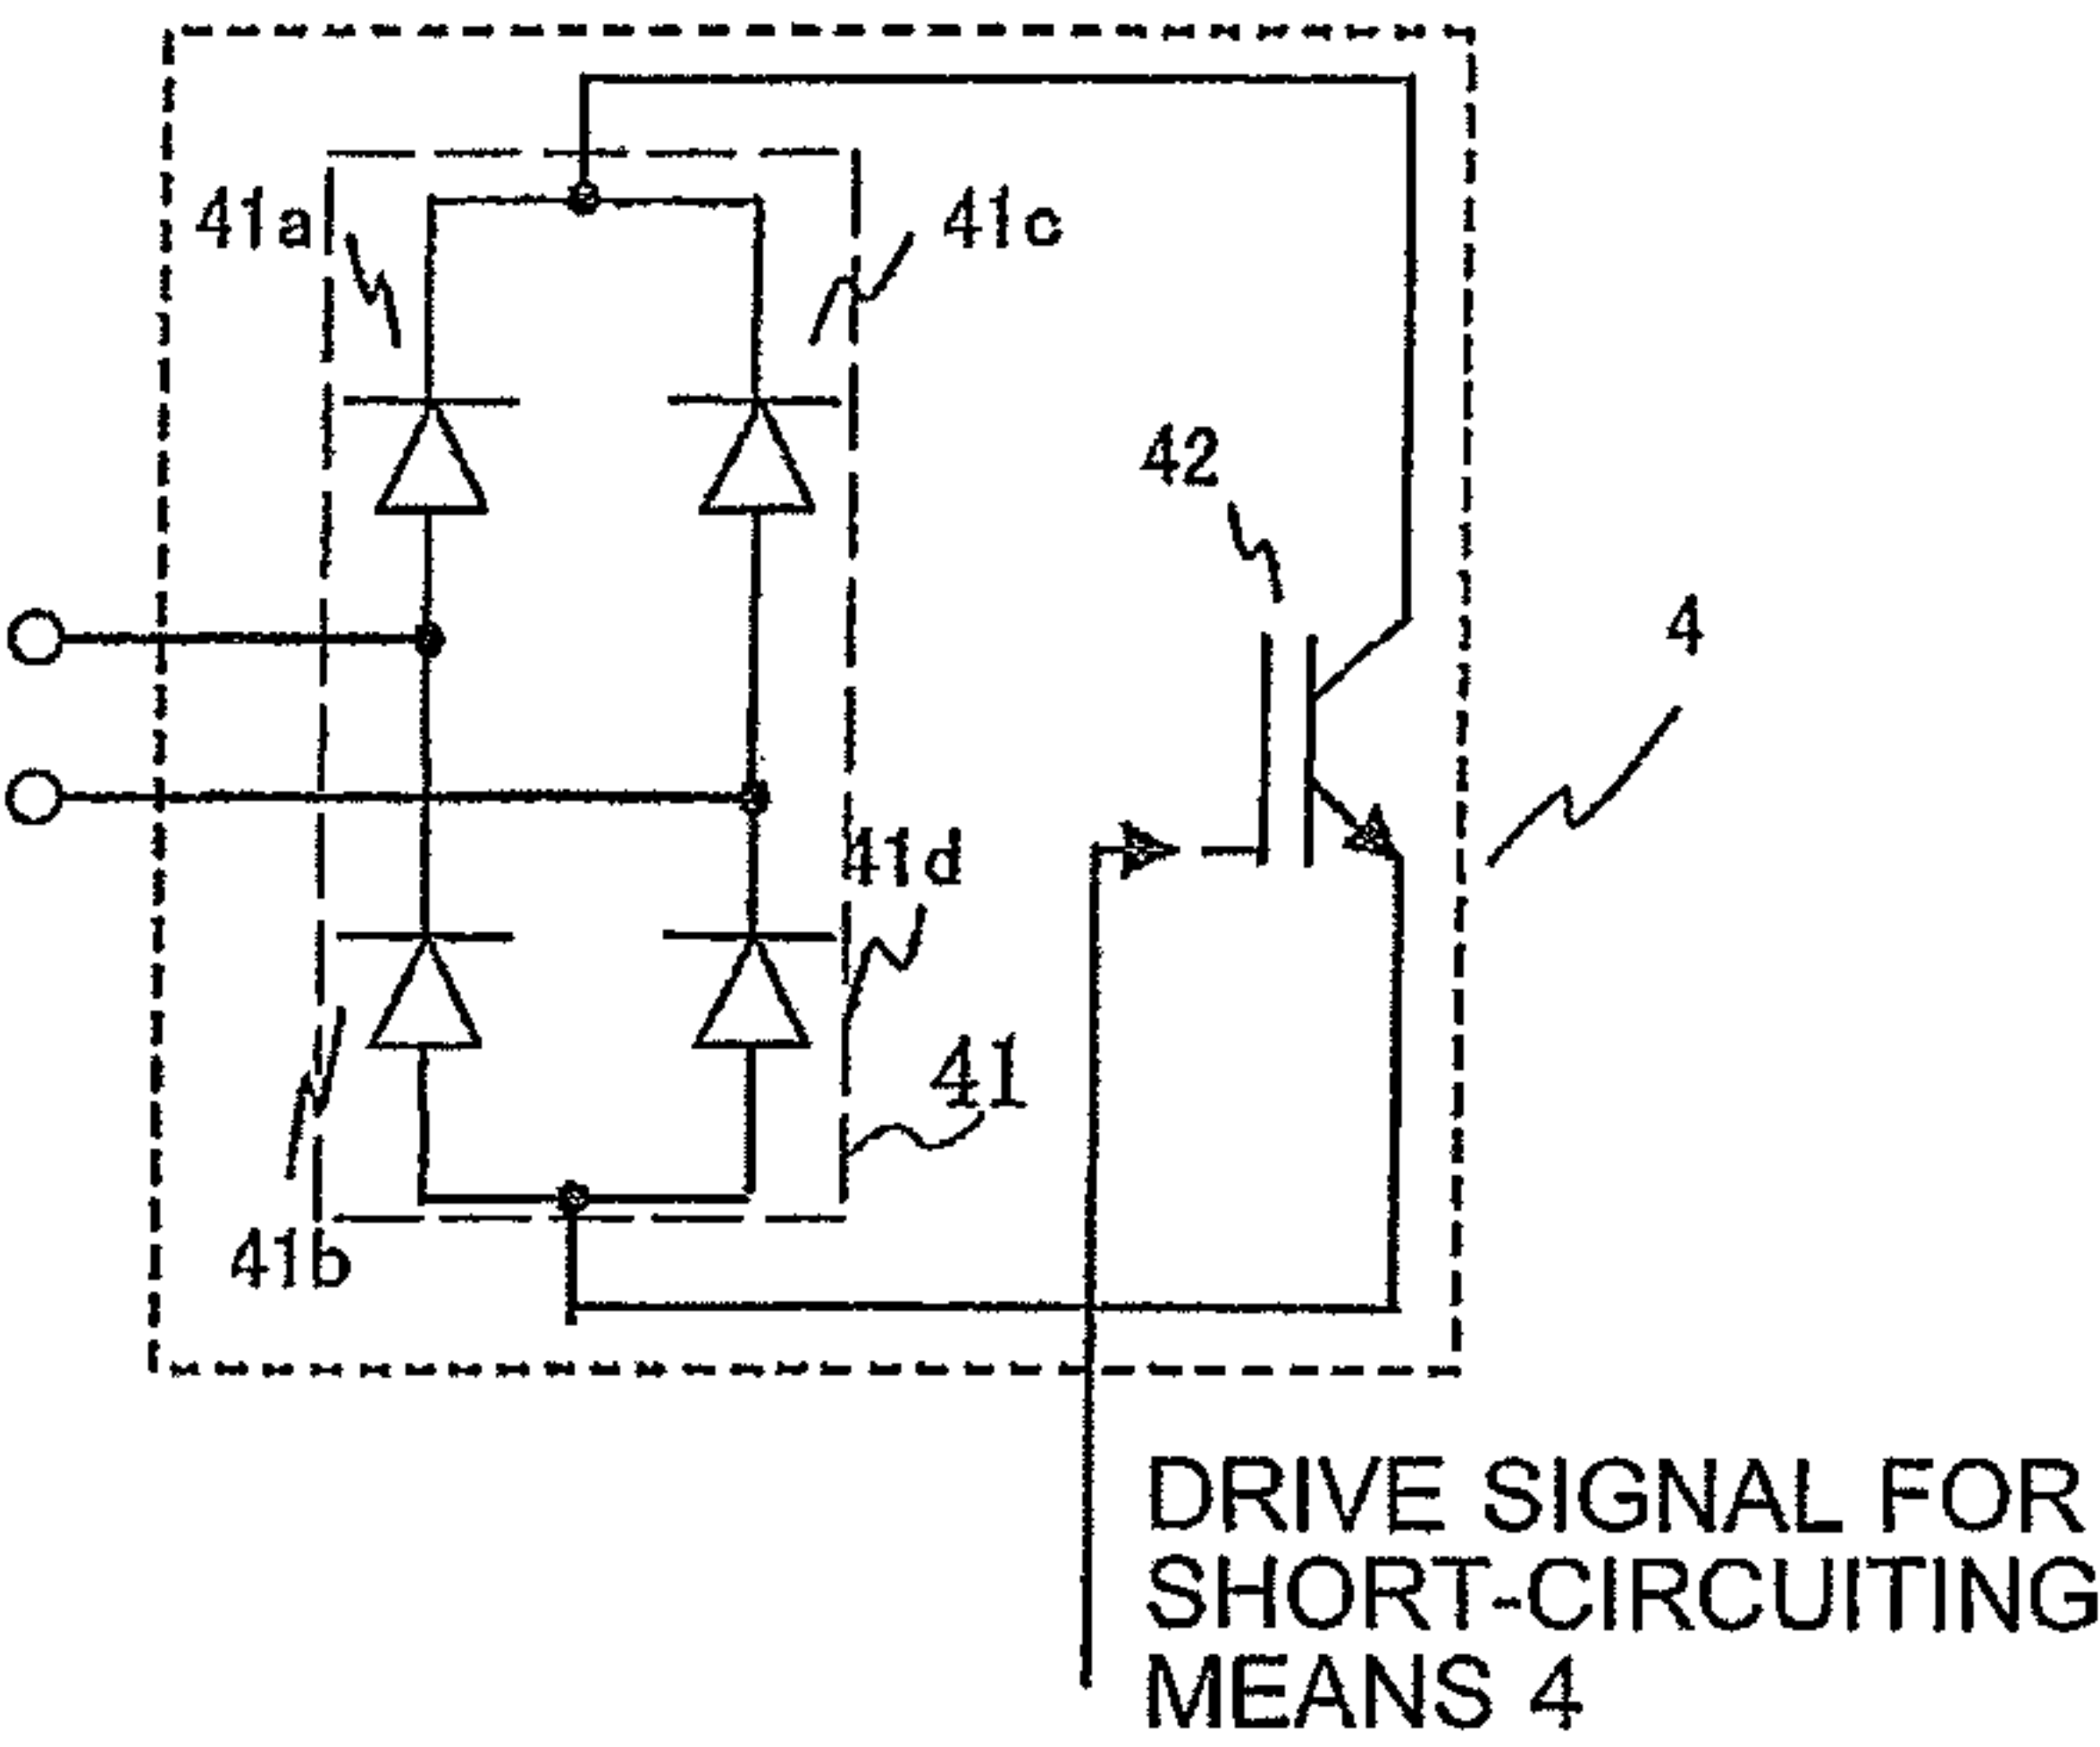 41a
41c
42
4
41d
41
41b
DRIVE SIGNAL FOR
SHORT-CIRCUITING
MEANS 4